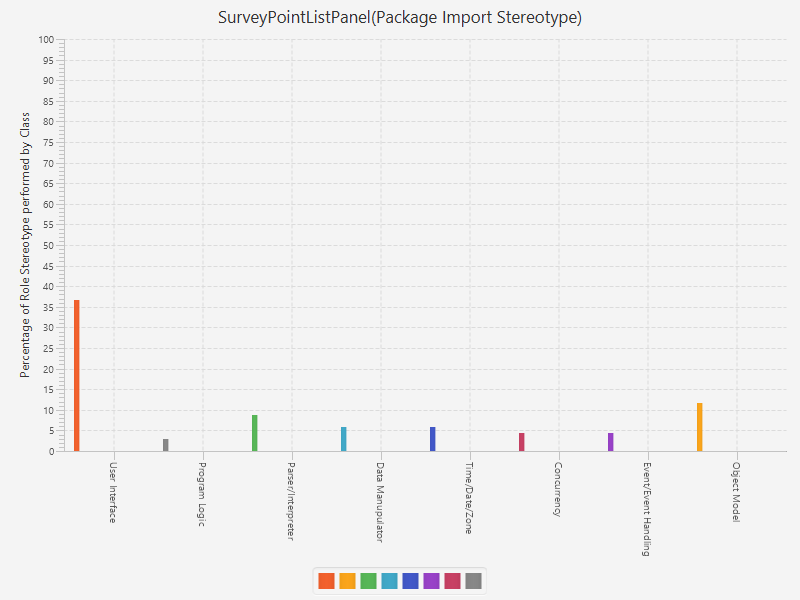 SurveyPointListPanel(Package Import Stereotype)
Percentage of Role Stereotype performed by Class
100
95
90
85
80
75
70
65
60
55
50
45
40
35
30
25
20
15
10
5
0
User Interface
Program Logic
Parser/Interpreter
Data Manupulator
Time/Date/Zone
Concurrency
Event/Event Handling
Object Model